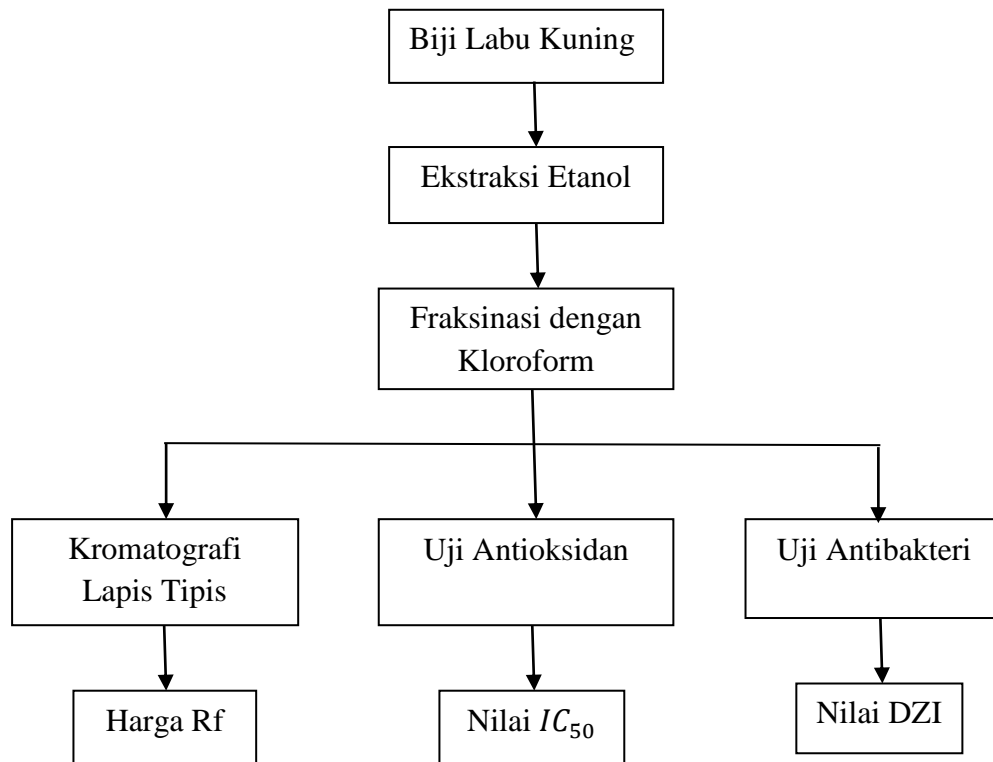 Biji Labu Kuning
Ekstraksi Etanol
Fraksinasi dengan
Kloroform
Kromatografi
Lapis Tipis
Uji Antioksidan
Uji Antibakteri
Harga Rf
Nilai IC₅₀
Nilai DZI